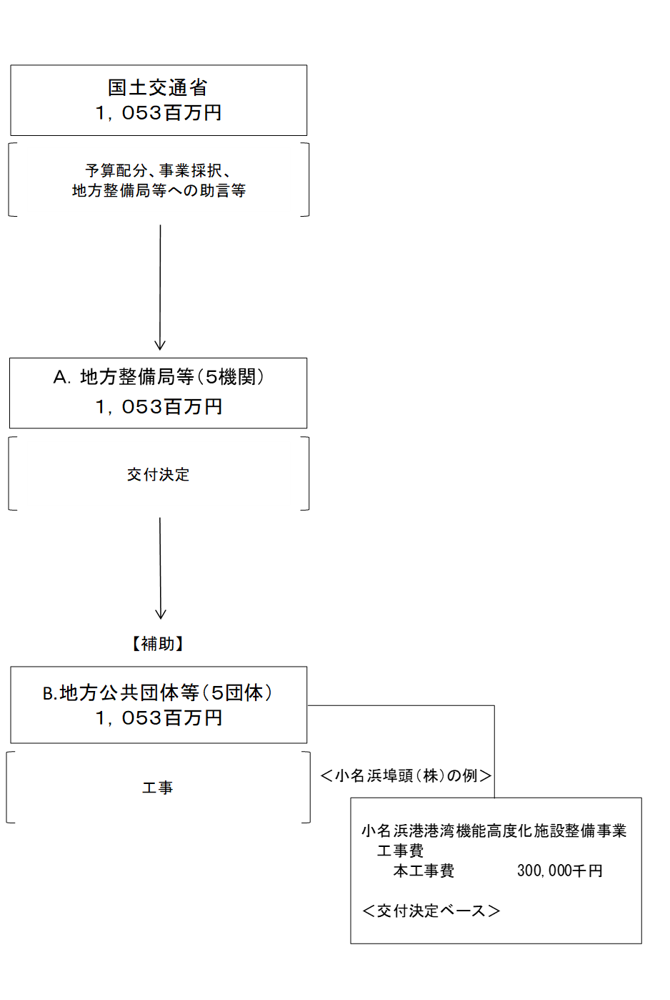 国土交通省
１，０５３百万円
予算配分、事業採択、
地方整備局等への助言等
Ａ．地方整備局等（５機関）
１，０５３百万円
交付決定
【補助】
B.地方公共団体等（５団体）
１，０５３百万円
工事
＜小名浜埠頭（株）の例＞
小名浜港港湾機能高度化施設整備事業
工事費
本工事費　　　　300,000千円
＜交付決定ベース＞